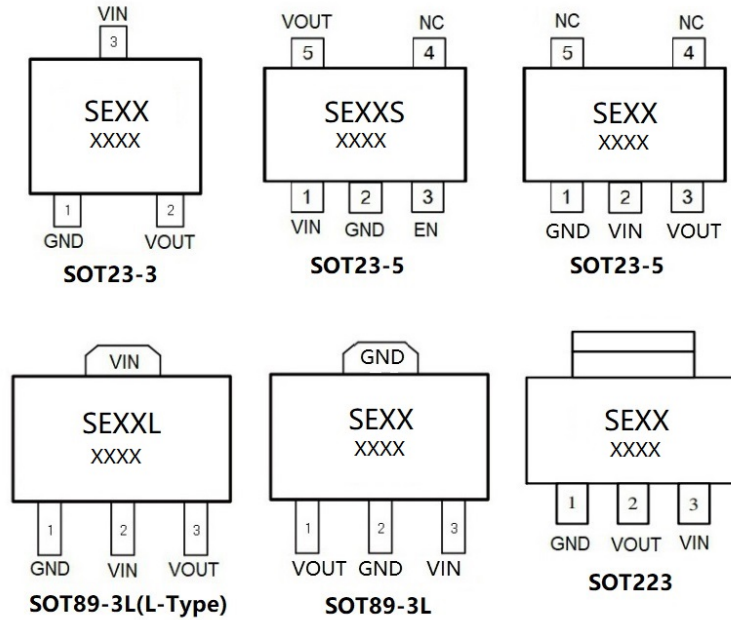 VIN
3
SEXX
XXXX
1
2
GND
VOUT
SOT23-3
VOUT
NC
5
4
SEXXS
XXXX
1
2
3
VIN
GND
EN
SOT23-5
NC
NC
5
4
SEXX
XXXX
1
2
3
GND
VIN
VOUT
SOT23-5
VIN
SEXXL
XXXX
1
2
3
GND
VIN
VOUT
SOT89-3L(L-Type)
GND
SEXX
XXXX
1
2
3
VOUT
GND
VIN
SOT89-3L
SEXX
XXXX
1
2
3
GND
VOUT
VIN
SOT223